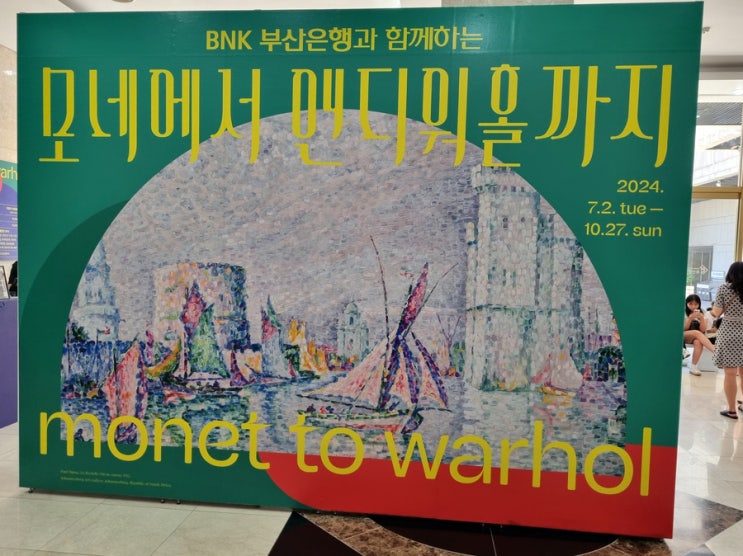 BNK 부산은행과 함께하는
모네에서 앤디워홀까지
2024.
7.2. tue —
10.27. sun
monet to warhol